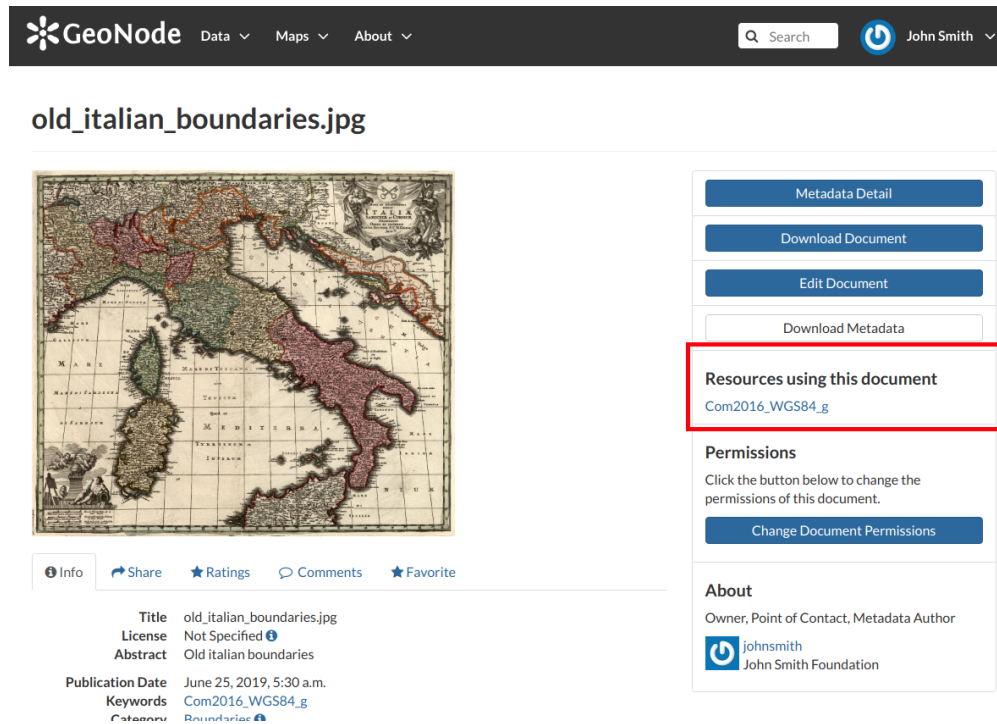 GeoNode Data Maps About Search John Smith
old_italian_boundaries.jpg
ITALIA
Metadata Detail
Download Document
Edit Document
Download Metadata
Resources using this document
Com2016_WGS84_g
Permissions
Click the button below to change the
permissions of this document.
Change Document Permissions
About
Owner, Point of Contact, Metadata Author
johnsmith
John Smith Foundation
Info Share Ratings Comments Favorite
Title old_italian_boundaries.jpg
License Not Specified
Abstract Old italian boundaries
Publication Date June 25, 2019, 5:30 a.m.
Keywords Com2016_WGS84_g
Category Boundaries